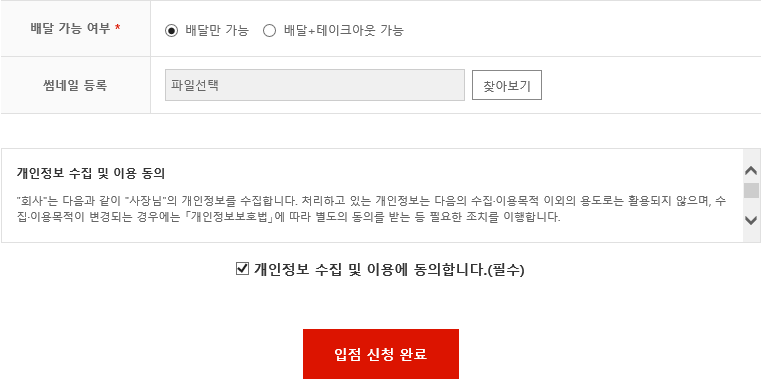 배달 가능 여부 *
배달만 가능 배달+테이크아웃 가능
썸네일 등록
파일선택 찾아보기
개인정보 수집 및 이용 동의
"회사"는 다음과 같이 "사장님"의 개인정보를 수집합니다. 처리하고 있는 개인정보는 다음의 수집·이용목적 이외의 용도로는 활용되지 않으며, 수
집·이용목적이 변경되는 경우에는 「개인정보보호법」에 따라 별도의 동의를 받는 등 필요한 조치를 이행합니다.
개인정보 수집 및 이용에 동의합니다.(필수)
입점 신청 완료